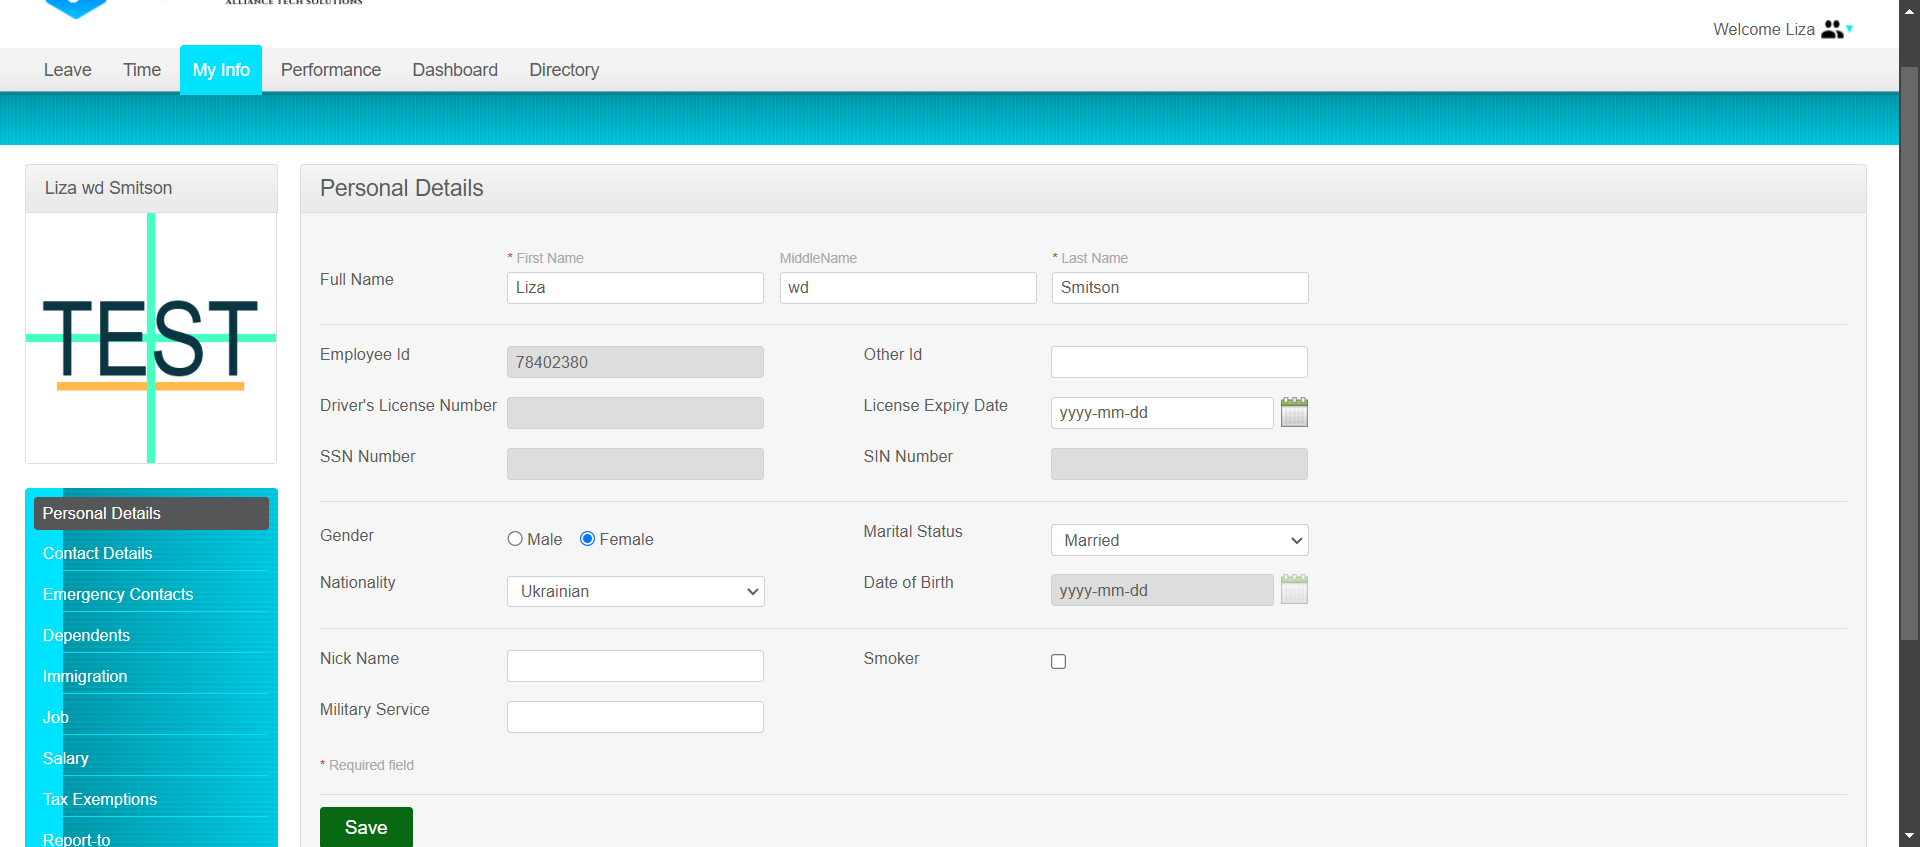 ALLIANCE TECH SOLUTIONS
Welcome Liza
Leave Time My Info Performance Dashboard Directory
Liza wd Smitson
TEST
Personal Details
Contact Details
Emergency Contacts
Dependents
Immigration
Job
Salary
Tax Exemptions
Report-to
Personal Details
* First Name MiddleName * Last Name
Full Name Liza wd Smitson
Employee Id 78402380 Other Id
Driver's License Number License Expiry Date yyyy-mm-dd
SSN Number SIN Number
Gender Male Female Marital Status Married
Nationality Ukrainian Date of Birth yyyy-mm-dd
Nick Name Smoker
Military Service
* Required field
Save